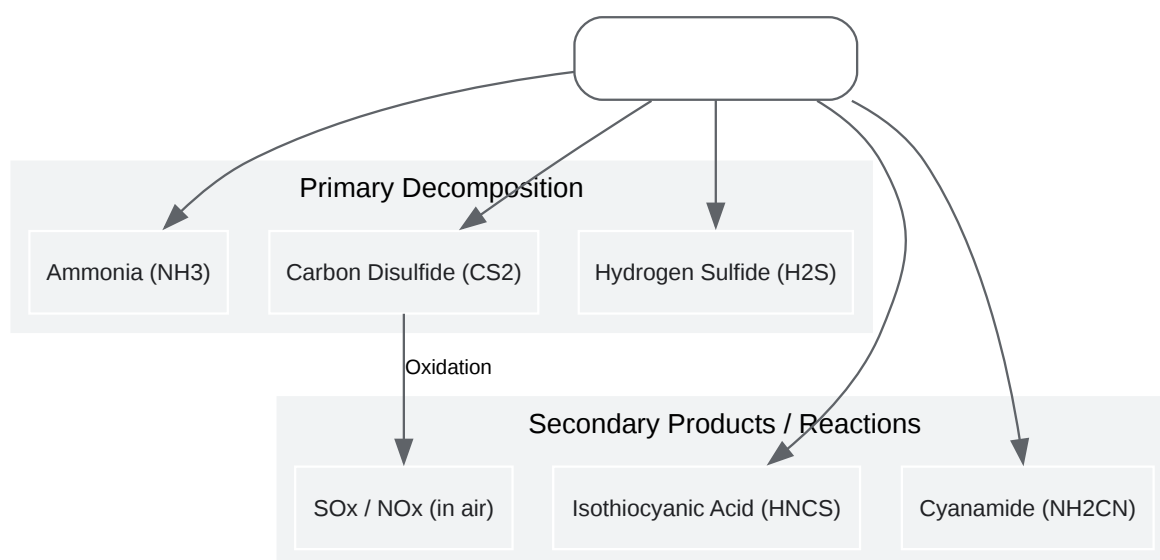 Primary Decomposition
Ammonia (NH3)
Carbon Disulfide (CS2)
Hydrogen Sulfide (H2S)
Oxidation
Secondary Products / Reactions
SOx / NOx (in air)
Isothiocyanic Acid (HNCS)
Cyanamide (NH2CN)